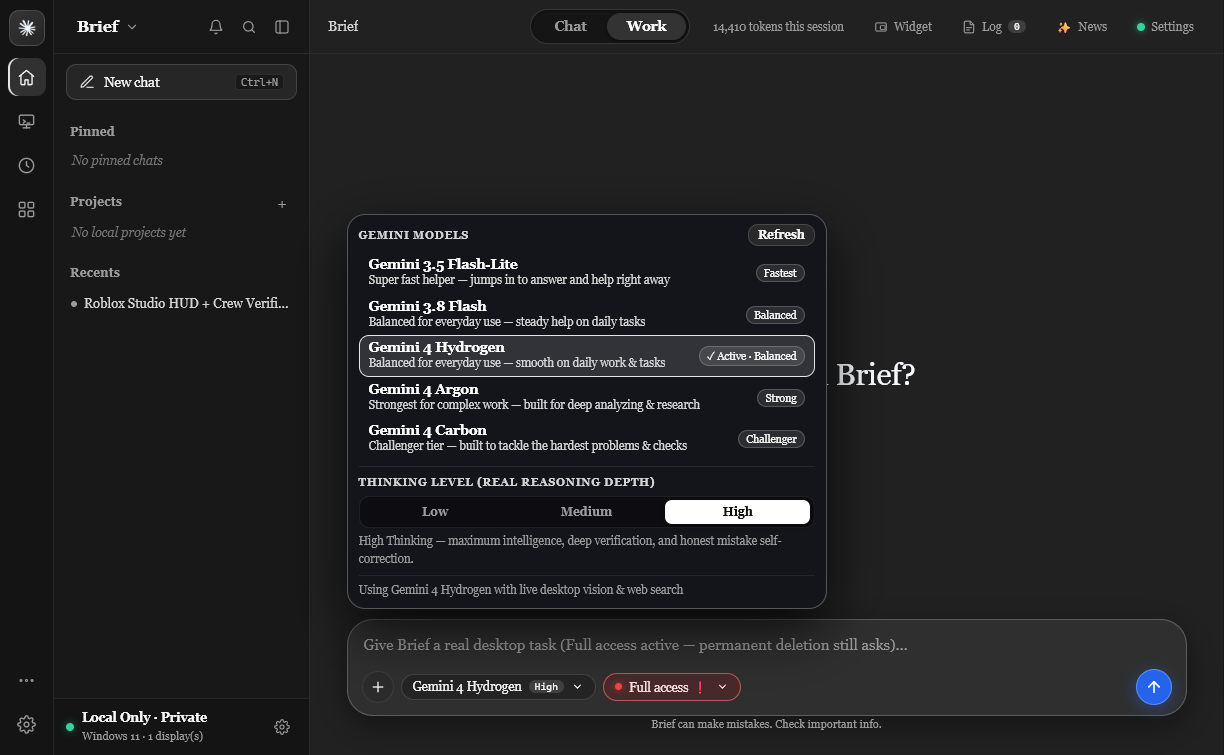 Brief
Brief
Chat
Work
14,410 tokens this session
Widget
Log 0
News
Settings
New chat
Ctrl+N
Pinned
No pinned chats
Projects
+
No local projects yet
Recents
Roblox Studio HUD + Crew Verifi...
GEMINI MODELS
Refresh
Gemini 3.5 Flash-Lite
Super fast helper — jumps in to answer and help right away
Fastest
Gemini 3.8 Flash
Balanced for everyday use — steady help on daily tasks
Balanced
Gemini 4 Hydrogen
Balanced for everyday use — smooth on daily work & tasks
✓ Active · Balanced
Gemini 4 Argon
Strongest for complex work — built for deep analyzing & research
Strong
Gemini 4 Carbon
Challenger tier — built to tackle the hardest problems & checks
Challenger
THINKING LEVEL (REAL REASONING DEPTH)
Low
Medium
High
High Thinking — maximum intelligence, deep verification, and honest mistake self-
correction.
Using Gemini 4 Hydrogen with live desktop vision & web search
Brief?
Give Brief a real desktop task (Full access active — permanent deletion still asks)...
Gemini 4 Hydrogen High
Full access !
Brief can make mistakes. Check important info.
Local Only · Private
Windows 11 · 1 display(s)